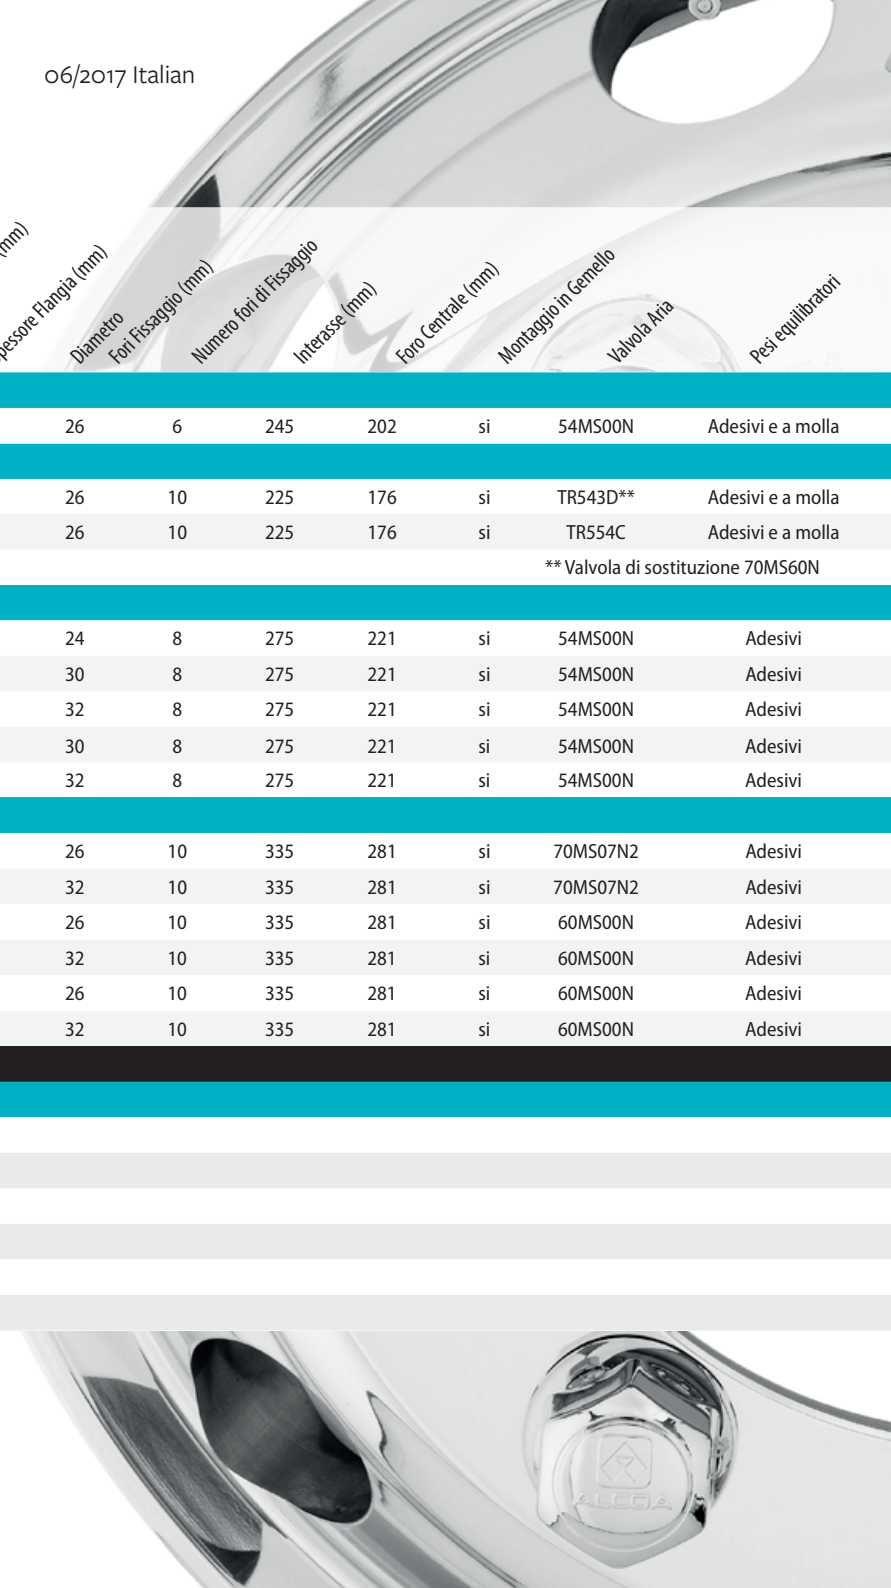 06/2017 Italian
(mm)
pessore Flangia (mm)
Diametro
Fori Fissaggio (mm)
Numero fori di Fissaggio
Interasse (mm)
Foro Centrale (mm)
Montaggio in Gemello
Valvola Aria
Pesi equilibratori
26 6 245 202 si 54MS00N Adesivi e a molla
26 10 225 176 si TR543D** Adesivi e a molla
26 10 225 176 si TR554C Adesivi e a molla
** Valvola di sostituzione 70MS60N
24 8 275 221 si 54MS00N Adesivi
30 8 275 221 si 54MS00N Adesivi
32 8 275 221 si 54MS00N Adesivi
30 8 275 221 si 54MS00N Adesivi
32 8 275 221 si 54MS00N Adesivi
26 10 335 281 si 70MS07N2 Adesivi
32 10 335 281 si 70MS07N2 Adesivi
26 10 335 281 si 60MS00N Adesivi
32 10 335 281 si 60MS00N Adesivi
26 10 335 281 si 60MS00N Adesivi
32 10 335 281 si 60MS00N Adesivi
ALCOA